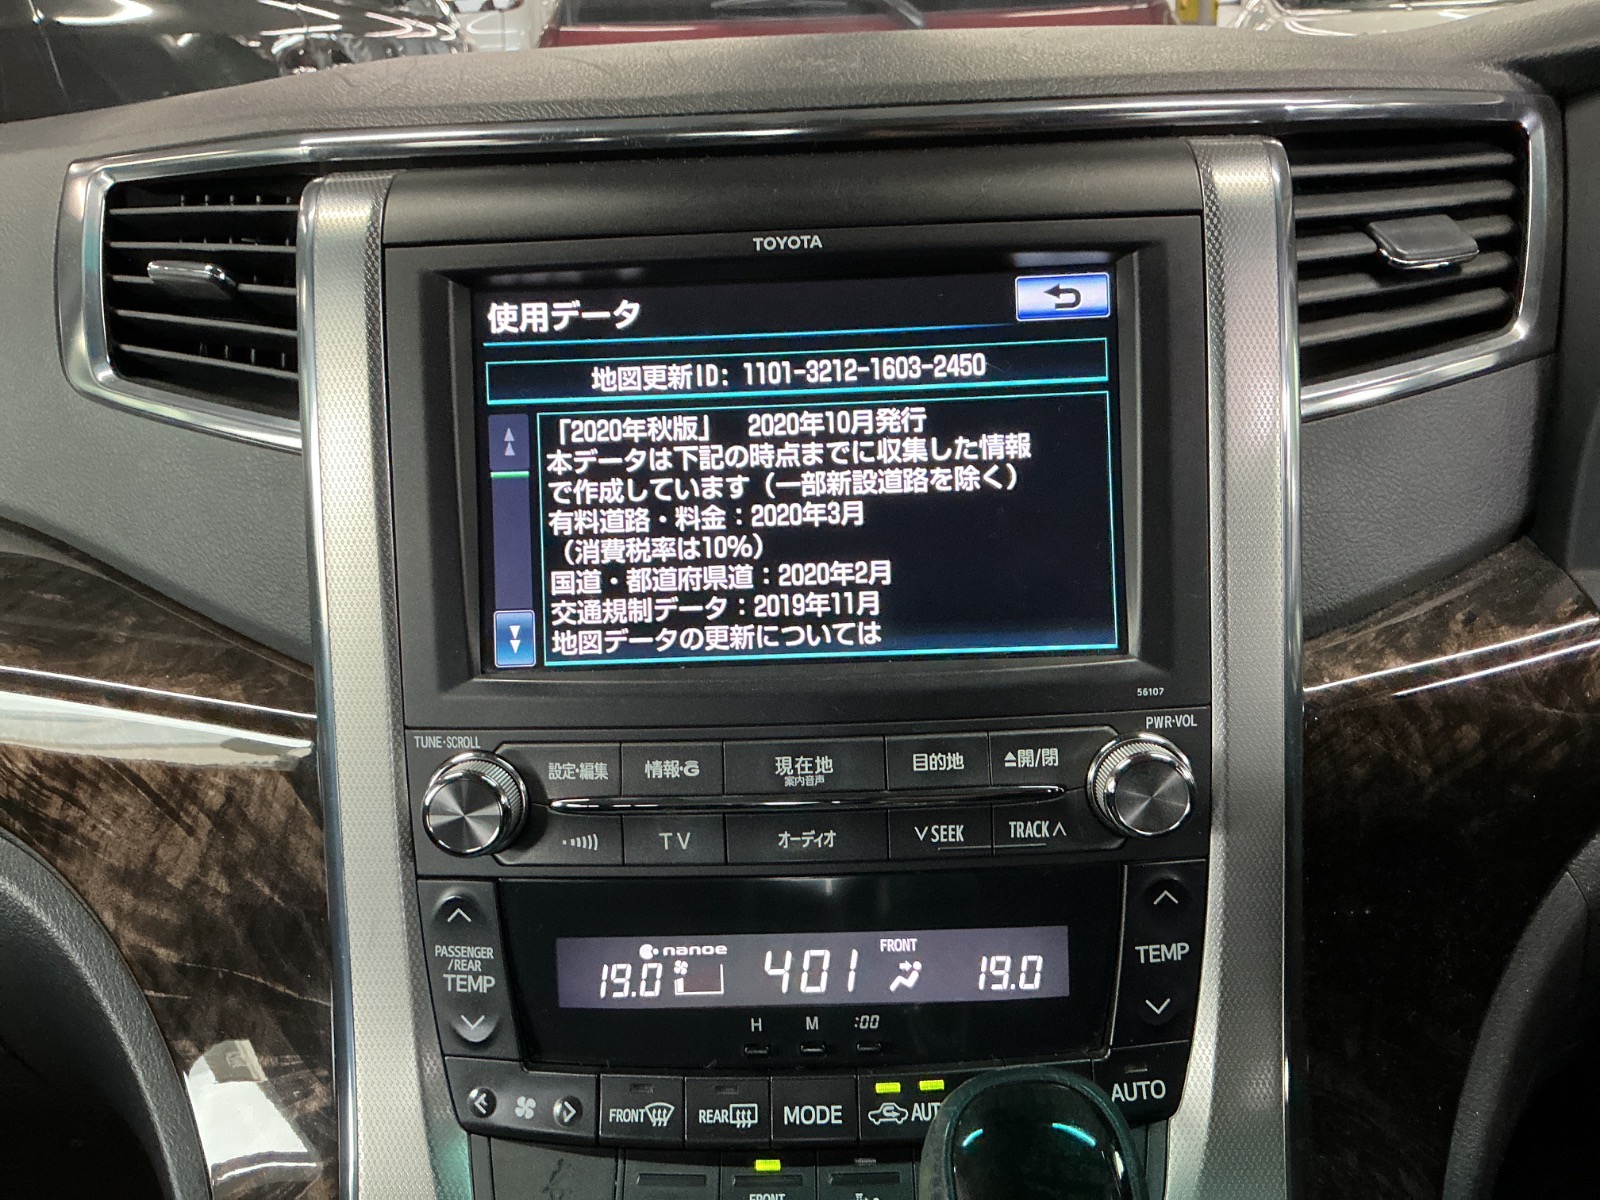 TOYOTA
使用データ
地図更新ID: 1101-3212-1603-2450
「2020年秋版」 2020年10月発行
本データは下記の時点までに収集した情報
で作成しています（一部新設道路を除く）
有料道路・料金：2020年3月
（消費税率は10%）
国道・都道府県道：2020年2月
交通規制データ：2019年11月
地図データの更新については
56107
TUNE·SCROLL
PWR·VOL
設定・編集
情報・G
現在地
案内音声
目的地
開/閉
TV
オーディオ
SEEK
TRACK
PASSENGER
/REAR
TEMP
nanoe
FRONT
19.0
401
19.0
TEMP
H
M
:00
FRONT
REAR
MODE
AUT
AUTO
FRONT